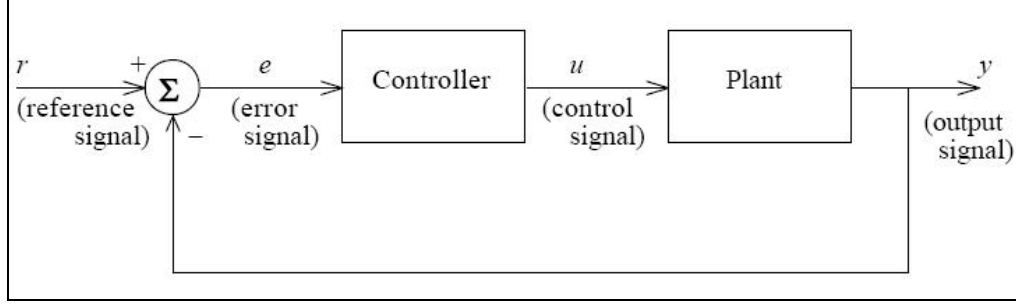 r
+
Σ
(reference
signal)
−
e
(error
signal)
Controller
u
(control
signal)
Plant
y
(output
signal)